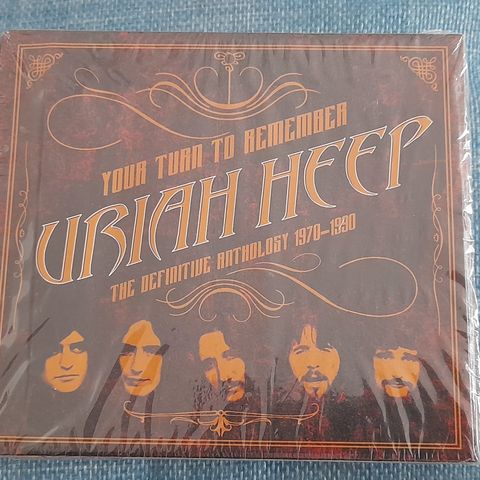 YOUR TURN TO REMEMBER
URIAH HEEP
THE DEFINITIVE ANTHOLOGY 1970-1990